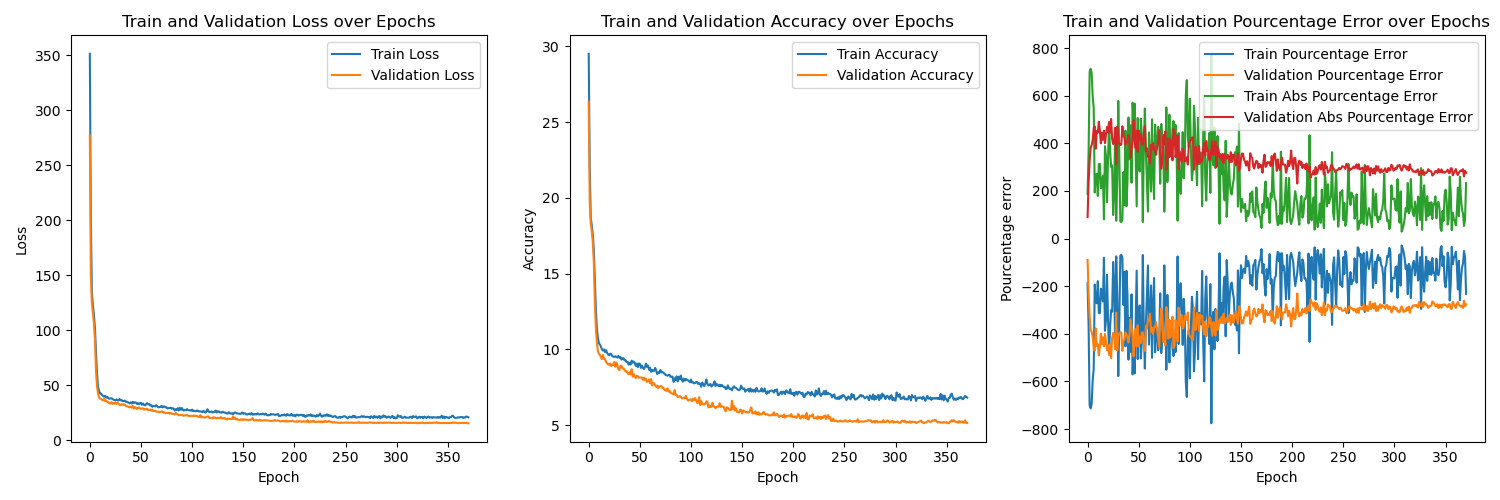 Train and Validation Loss over Epochs
350
300
250
200
150
100
50
0
Loss
0 50 100 150 200 250 300 350
Epoch
Train Loss
Validation Loss
Train and Validation Accuracy over Epochs
30
25
20
15
10
5
Accuracy
0 50 100 150 200 250 300 350
Epoch
Train Accuracy
Validation Accuracy
Train and Validation Pourcentage Error over Epochs
800
600
400
200
0
−200
−400
−600
−800
Pourcentage error
0 50 100 150 200 250 300 350
Epoch
Train Pourcentage Error
Validation Pourcentage Error
Train Abs Pourcentage Error
Validation Abs Pourcentage Error